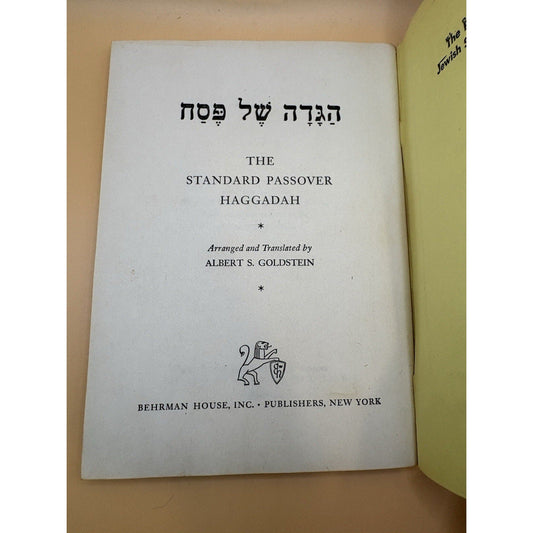 הַגָּדָה שֶׁל פֶּסַח
THE
STANDARD PASSOVER
HAGGADAH
*
Arranged and Translated by
ALBERT S. GOLDSTEIN
*
BEHRMAN HOUSE, INC. • PUBLISHERS, NEW YORK
The
Jewish